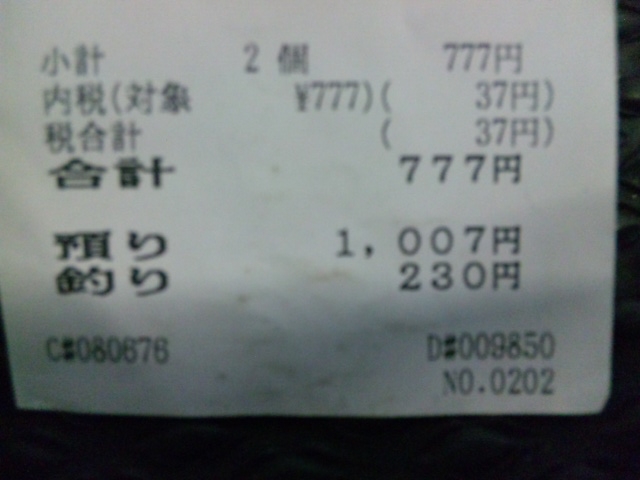 小計 2個 777円
内税(対象 ¥777)( 37円)
税合計 ( 37円)
合計 777円
預り 1,007円
釣り 230円
C#080676 D#009850
NO.0202